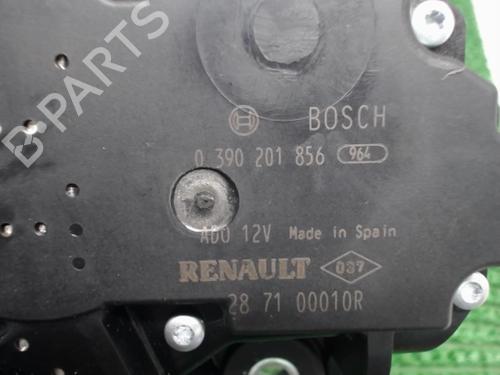 B-PARTS
BOSCH
0 390 201 856 964
ADO 12V Made in Spain
RENAULT 037
28 71 00010R